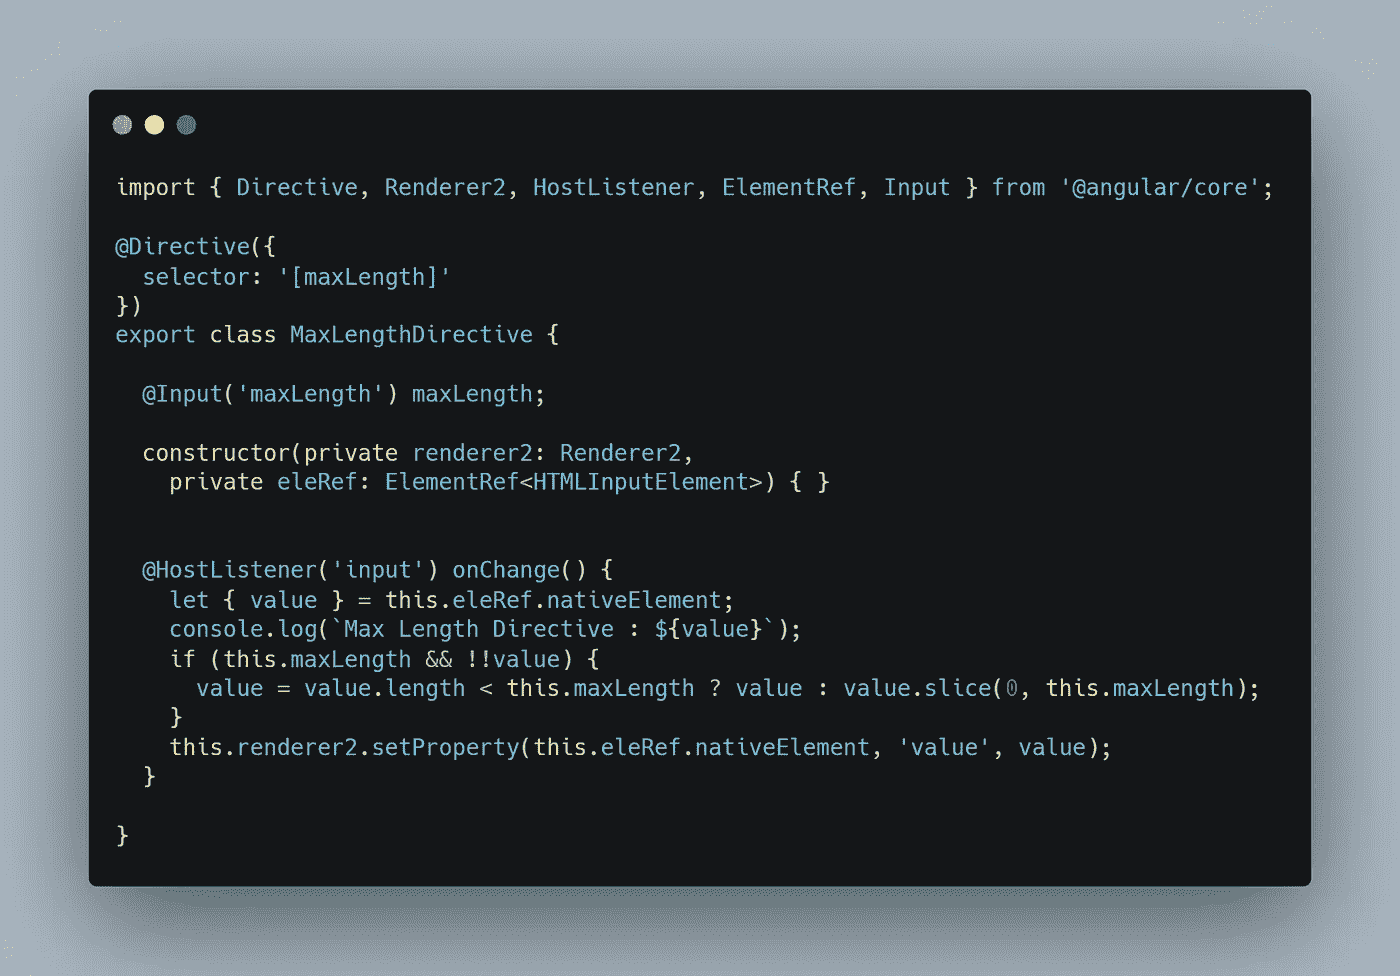 import { Directive, Renderer2, HostListener, ElementRef, Input } from '@angular/core';
@Directive({
  selector: '[maxLength]'
})
export class MaxLengthDirective {
  @Input('maxLength') maxLength;
  constructor(private renderer2: Renderer2,
    private eleRef: ElementRef<HTMLInputElement>) { }
  @HostListener('input') onChange() {
    let { value } = this.eleRef.nativeElement;
    console.log(`Max Length Directive : ${value}`);
    if (this.maxLength && !!value) {
      value = value.length < this.maxLength ? value : value.slice(0, this.maxLength);
    }
    this.renderer2.setProperty(this.eleRef.nativeElement, 'value', value);
  }
}